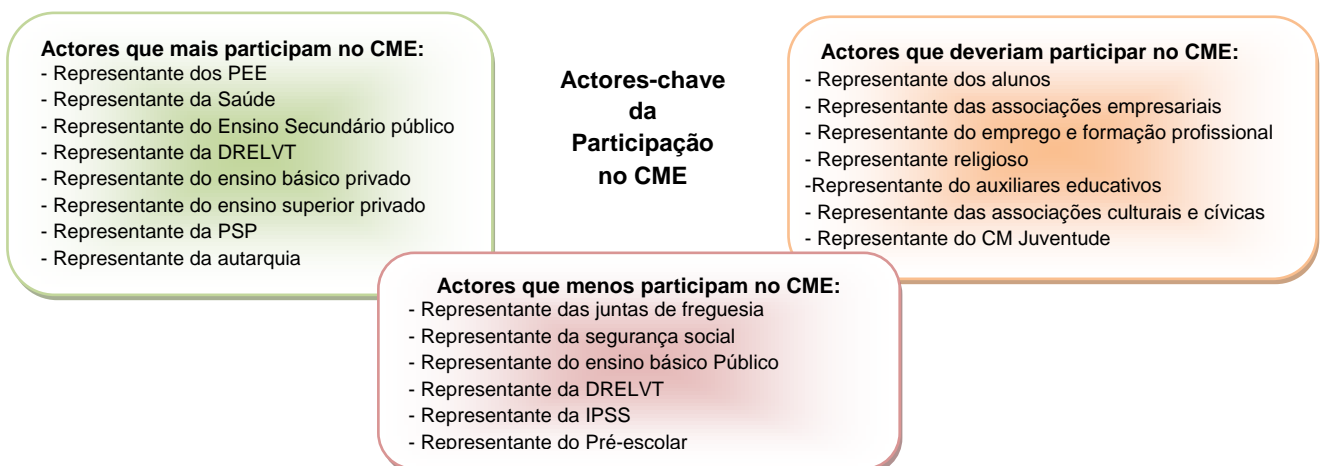 Actores que mais participam no CME:
- Representante dos PEE
- Representante da Saúde
- Representante do Ensino Secundário público
- Representante da DRELVT
- Representante do ensino básico privado
- Representante do ensino superior privado
- Representante da PSP
- Representante da autarquia
Actores-chave
da
Participação
no CME
Actores que deveriam participar no CME:
- Representante dos alunos
- Representante das associações empresariais
- Representante do emprego e formação profissional
- Representante religioso
-Representante do auxiliares educativos
- Representante das associações culturais e cívicas
- Representante do CM Juventude
Actores que menos participam no CME:
- Representante das juntas de freguesia
- Representante da segurança social
- Representante do ensino básico Público
- Representante da DRELVT
- Representante da IPSS
- Representante do Pré-escolar